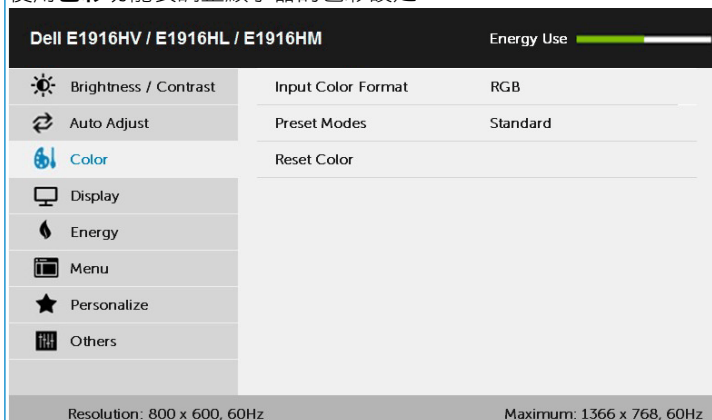 Dell E1916HV / E1916HL / E1916HM Energy Use
Brightness / Contrast Input Color Format RGB
Auto Adjust Preset Modes Standard
Color Reset Color
Display
Energy
Menu
Personalize
Others
Resolution: 800 x 600, 60Hz Maximum: 1366 x 768, 60Hz